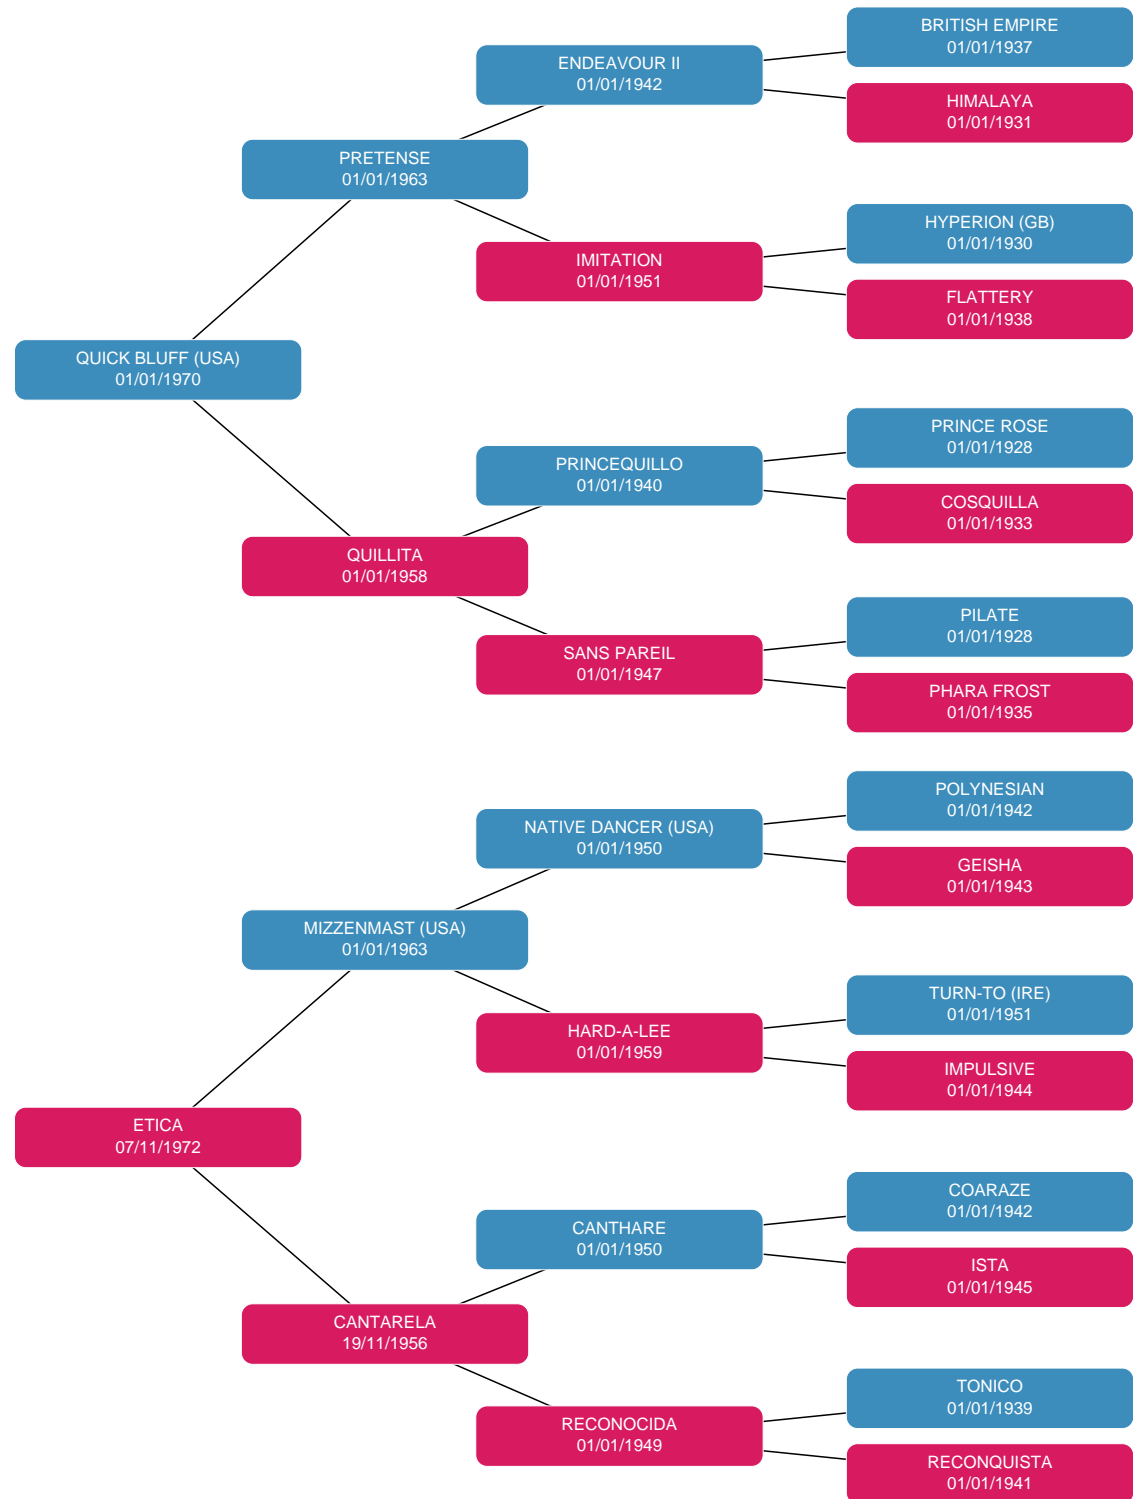 BRITISH EMPIRE
01/01/1937
ENDEAVOUR II
01/01/1942
HIMALAYA
01/01/1931
PRETENSE
01/01/1963
HYPERION (GB)
01/01/1930
IMITATION
01/01/1951
FLATTERY
01/01/1938
QUICK BLUFF (USA)
01/01/1970
PRINCE ROSE
01/01/1928
PRINCEQUILLO
01/01/1940
COSQUILLA
01/01/1933
QUILLITA
01/01/1958
PILATE
01/01/1928
SANS PAREIL
01/01/1947
PHARA FROST
01/01/1935
POLYNESIAN
01/01/1942
NATIVE DANCER (USA)
01/01/1950
GEISHA
01/01/1943
MIZZENMAST (USA)
01/01/1963
TURN-TO (IRE)
01/01/1951
HARD-A-LEE
01/01/1959
IMPULSIVE
01/01/1944
ETICA
07/11/1972
COARAZE
01/01/1942
CANTHARE
01/01/1950
ISTA
01/01/1945
CANTARELA
19/11/1956
TONICO
01/01/1939
RECONOCIDA
01/01/1949
RECONQUISTA
01/01/1941